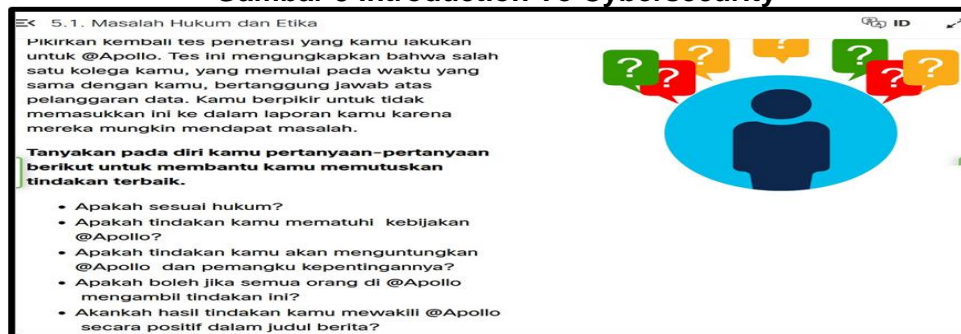 Gambar 6 Introduction To Cybersecurity
5.1. Masalah Hukum dan Etika
ID
Pikirkan kembali tes penetrasi yang kamu lakukan
untuk @Apollo. Tes ini mengungkapkan bahwa salah
satu kolega kamu, yang memulai pada waktu yang
sama dengan kamu, bertanggung jawab atas
pelanggaran data. Kamu berpikir untuk tidak
memasukkan ini ke dalam laporan kamu karena
mereka mungkin mendapat masalah.
Tanyakan pada diri kamu pertanyaan-pertanyaan
berikut untuk membantu kamu memutuskan
tindakan terbaik.
• Apakah sesuai hukum?
• Apakah tindakan kamu mematuhi kebijakan
@Apollo?
• Apakah tindakan kamu akan menguntungkan
@Apollo dan pemangku kepentingannya?
• Apakah boleh jika semua orang di @Apollo
mengambil tindakan ini?
• Akankah hasil tindakan kamu mewakili @Apollo
secara positif dalam judul berita?
? ? ? ? ? ?